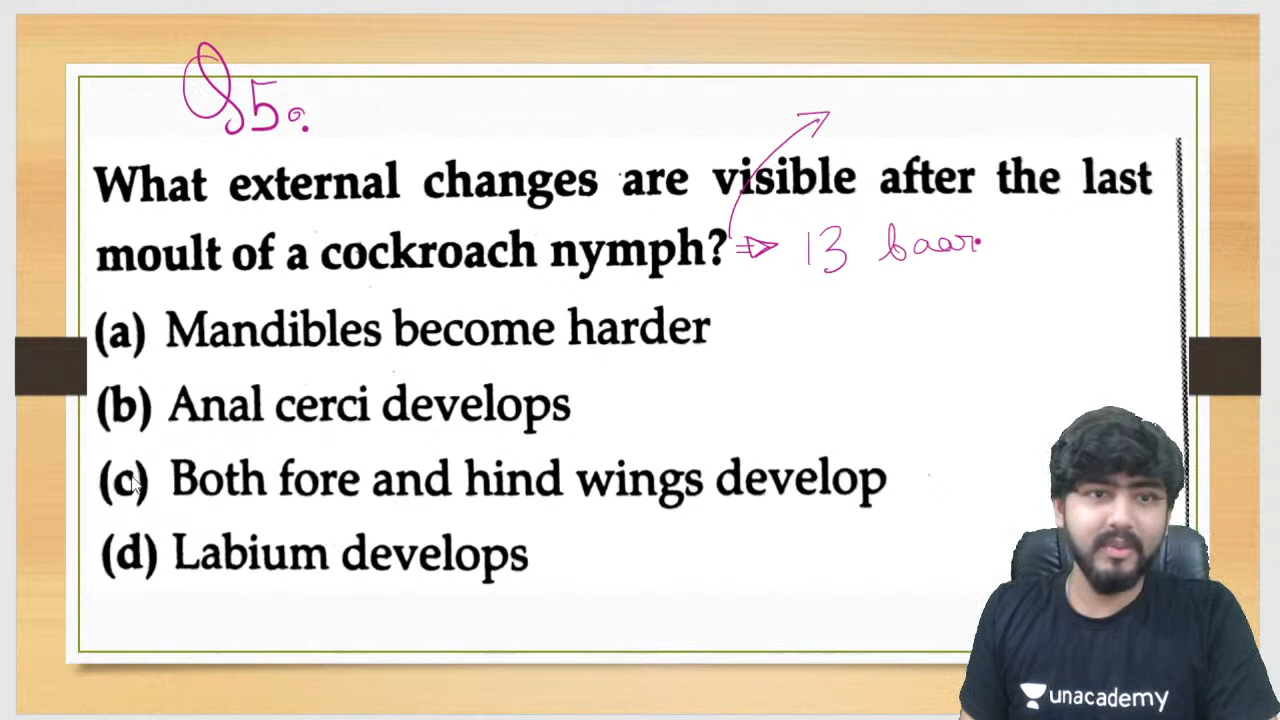 Q5.
What external changes are visible after the last
moult of a cockroach nymph? ⇒ 13 baar
(a) Mandibles become harder
(b) Anal cerci develops
(c) Both fore and hind wings develop
(d) Labium develops
unacademy